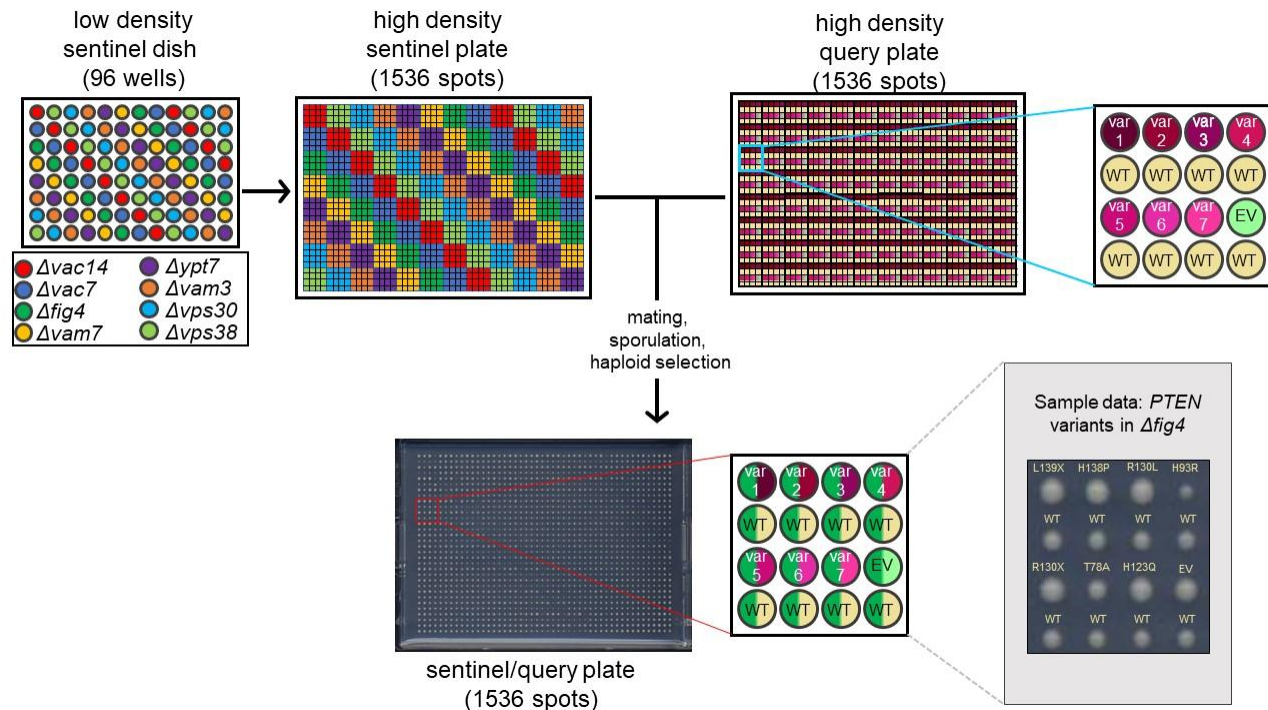 low density
sentinel dish
(96 wells)
high density
sentinel plate
(1536 spots)
high density
query plate
(1536 spots)
var 1
var 2
var 3
var 4
WT WT WT WT
var 5
var 6
var 7
EV
WT WT WT WT
Δvac14
Δvac7
Δfig4
Δvam7
Δypt7
Δvam3
Δvps30
Δvps38
mating,
sporulation,
haploid selection
sentinel/query plate
(1536 spots)
var 1
var 2
var 3
var 4
WT WT WT WT
var 5
var 6
var 7
EV
WT WT WT WT
Sample data: PTEN
variants in Δfig4
L139X H138P R130L H93R
WT WT WT WT
R130X T78A H123Q EV
WT WT WT WT